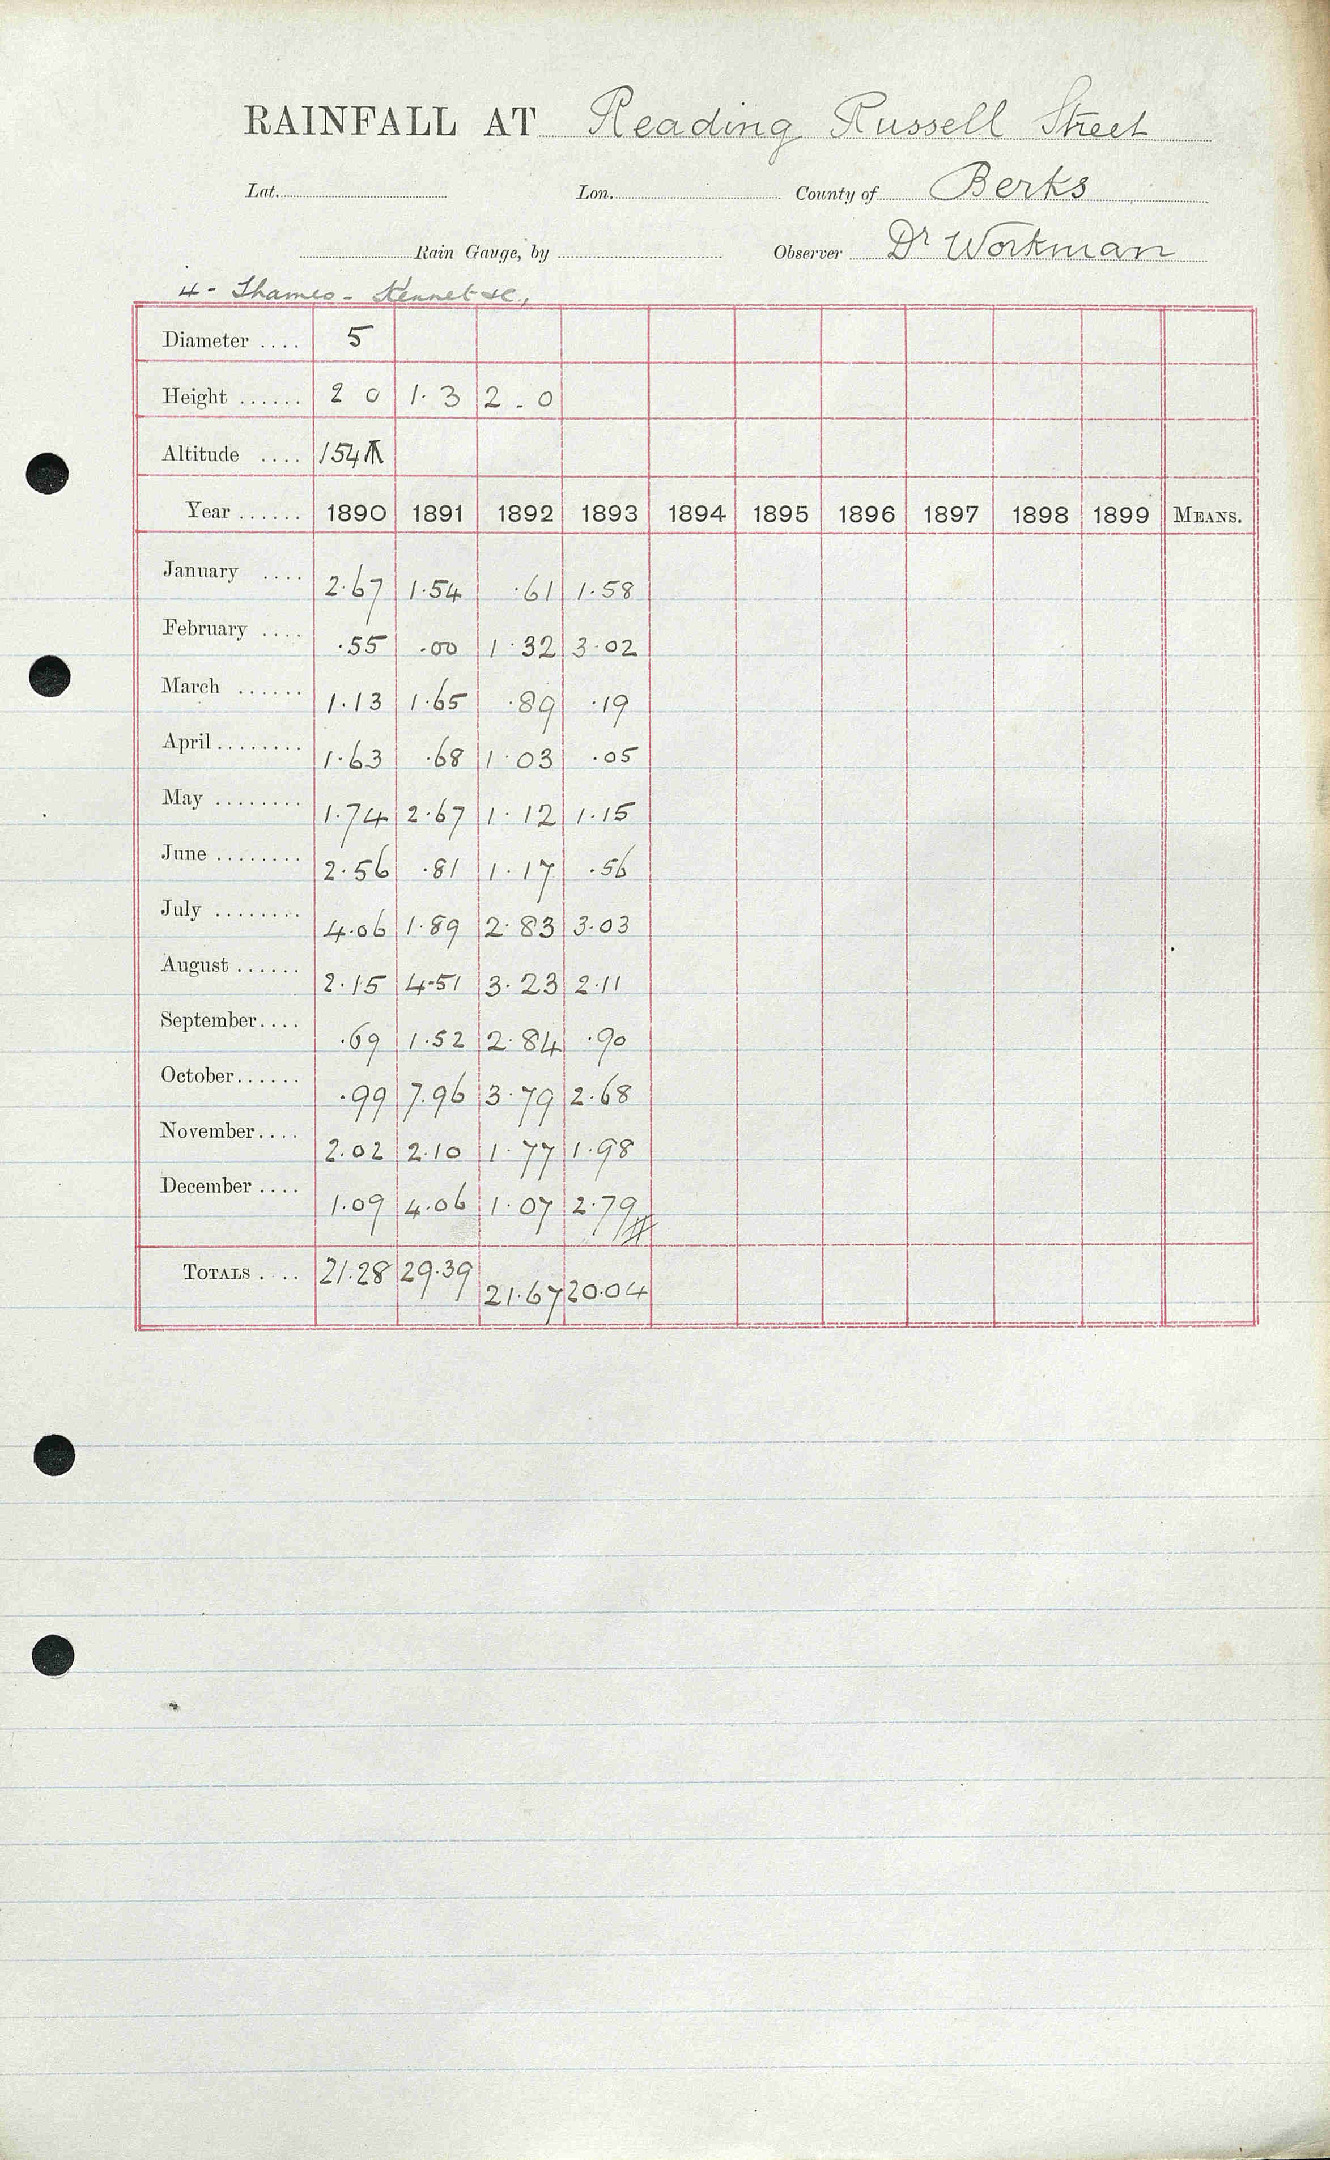 RAINFALL AT Reading Russell Street
Lat. Lon. County of Berks
Rain Gauge, by Observer Dr Workman
4 - Thames - Kennet &c.,
Diameter .... 5
Height ...... 2 0 1.3 2.0
Altitude .... 154
Year ...... 1890 1891 1892 1893 1894 1895 1896 1897 1898 1899 MEANS.
January .... 2.67 1.54 .61 1.58
February .... .55 .00 1.32 3.02
March ...... 1.13 1.65 .89 .19
April ........ 1.63 .68 1.03 .05
May ........ 1.74 2.67 1.12 1.15
June ........ 2.56 .81 1.17 .56
July ........ 4.06 1.89 2.83 3.03
August ...... 2.15 4.51 3.23 2.11
September .... .69 1.52 2.84 .90
October ...... .99 7.96 3.79 2.68
November .... 2.02 2.10 1.77 1.98
December .... 1.09 4.06 1.07 2.79
TOTALS .... 21.28 29.39 21.67 20.04